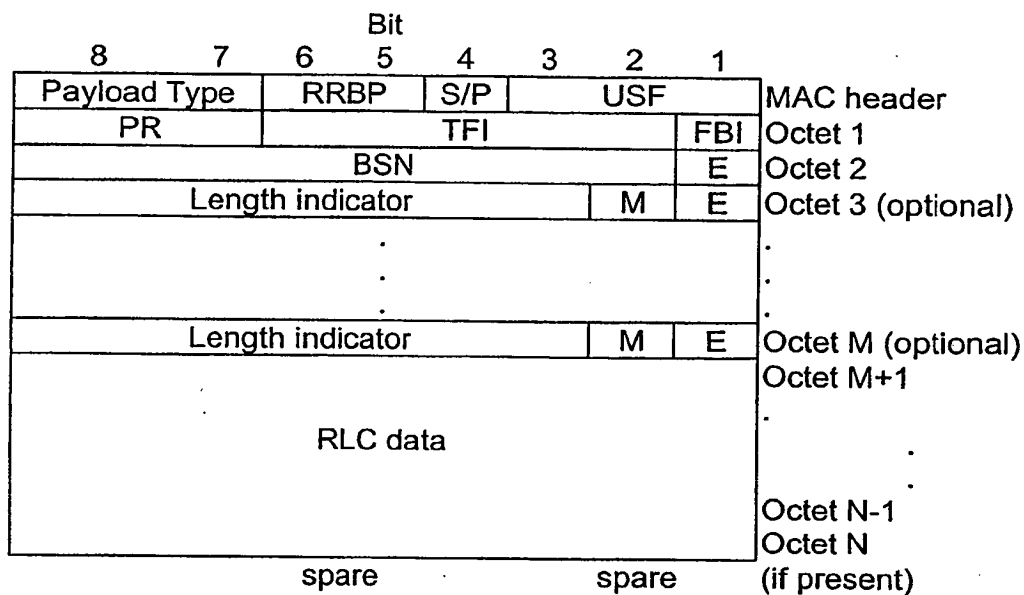 Bit
8 7 6 5 4 3 2 1
Payload Type RRBP S/P USF MAC header
PR TFI FBI Octet 1
BSN E Octet 2
Length indicator M E Octet 3 (optional)
Length indicator M E Octet M (optional)
Octet M+1
RLC data
Octet N-1
Octet N
spare spare (if present)